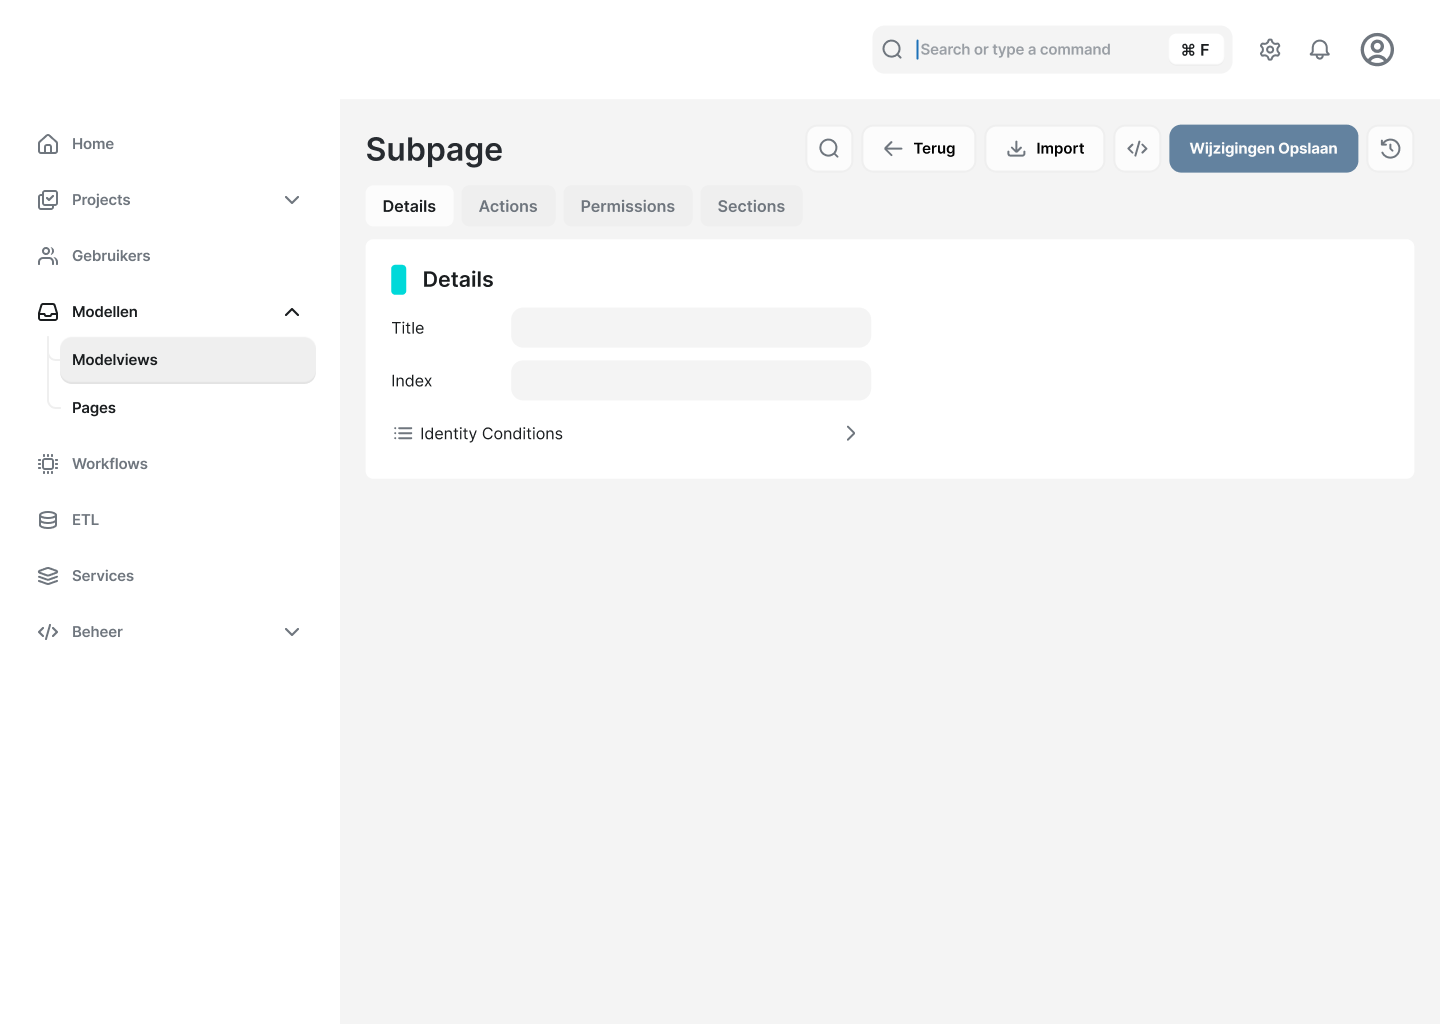 Search or type a command
⌘ F
Home
Projects
Gebruikers
Modellen
Modelviews
Pages
Workflows
ETL
Services
Beheer
Subpage
Terug
Import
Wijzigingen Opslaan
Details
Actions
Permissions
Sections
Details
Title
Index
Identity Conditions